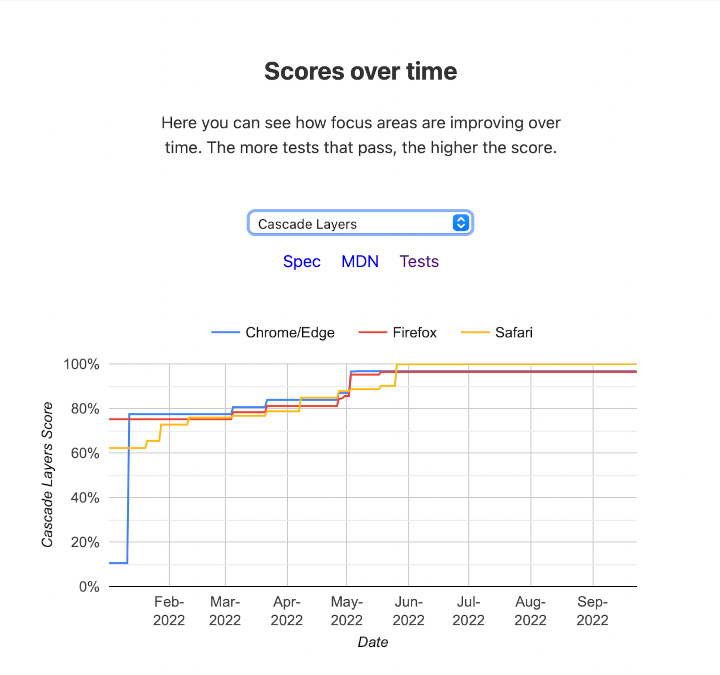 Scores over time
Here you can see how focus areas are improving over
time. The more tests that pass, the higher the score.
Cascade Layers
Spec MDN Tests
Chrome/Edge Firefox Safari
Cascade Layers Score
100%
80%
60%
40%
20%
0%
Feb- Mar- Apr- May- Jun- Jul- Aug- Sep-
2022 2022 2022 2022 2022 2022 2022 2022
Date